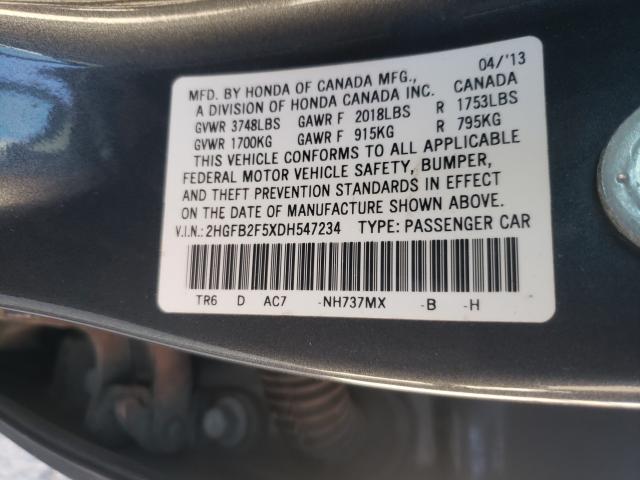 04/'13
MFD. BY HONDA OF CANADA MFG., CANADA
A DIVISION OF HONDA CANADA INC.
GVWR 3748LBS GAWR F 2018LBS R 1753LBS
GVWR 1700KG GAWR F 915KG R 795KG
THIS VEHICLE CONFORMS TO ALL APPLICABLE
FEDERAL MOTOR VEHICLE SAFETY, BUMPER,
AND THEFT PREVENTION STANDARDS IN EFFECT
ON THE DATE OF MANUFACTURE SHOWN ABOVE.
V.I.N.: 2HGFB2F5XDH547234 TYPE: PASSENGER CAR
TR6 D AC7 -NH737MX -B -H